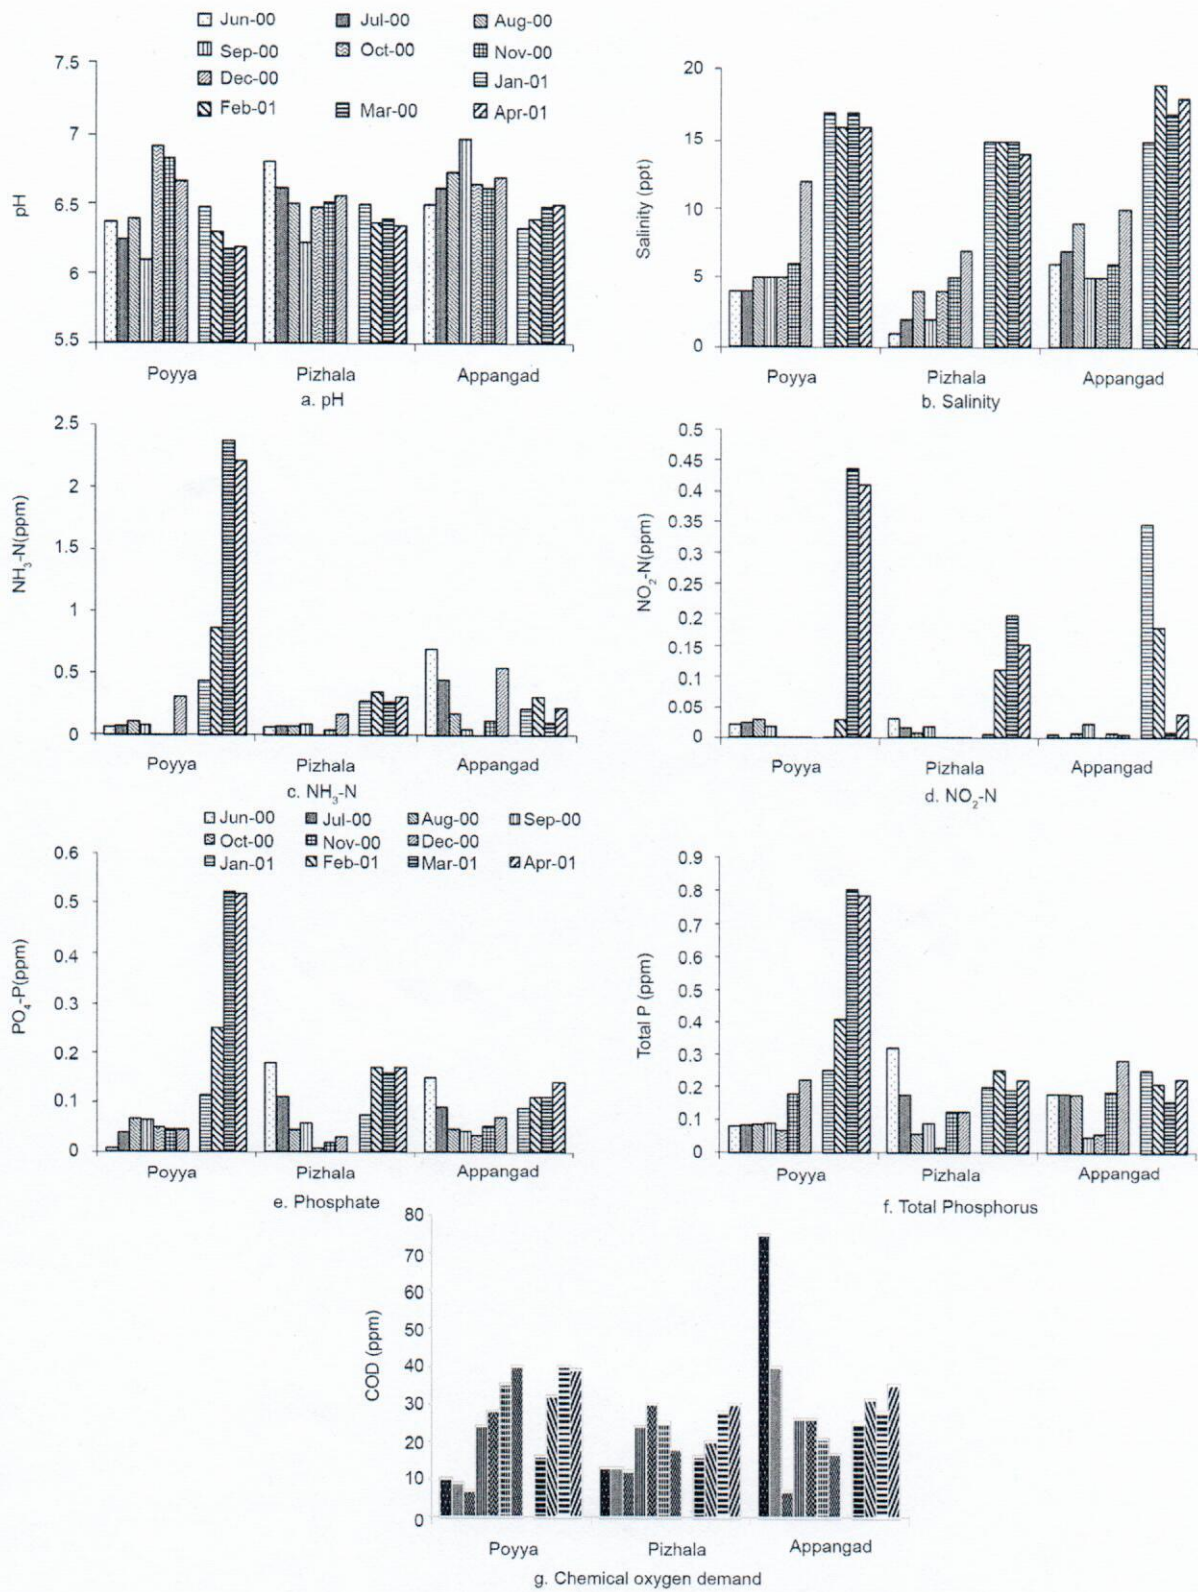 Jun-00 Jul-00 Aug-00
Sep-00 Oct-00 Nov-00
Dec-00 Jan-01
Feb-01 Mar-00 Apr-01
7.5
7
6.5
6
5.5
pH
Poyya Pizhala Appangad
a. pH
20
15
10
5
0
Salinity (ppt)
Poyya Pizhala Appangad
b. Salinity
2.5
2
1.5
1
0.5
0
NH₃-N(ppm)
Poyya Pizhala Appangad
c. NH₃-N
0.5
0.45
0.4
0.35
0.3
0.25
0.2
0.15
0.1
0.05
0
NO₂-N(ppm)
Poyya Pizhala Appangad
d. NO₂-N
Jun-00 Jul-00 Aug-00 Sep-00
Oct-00 Nov-00 Dec-00
Jan-01 Feb-01 Mar-01 Apr-01
0.6
0.5
0.4
0.3
0.2
0.1
0
PO₄-P(ppm)
Poyya Pizhala Appangad
e. Phosphate
0.9
0.8
0.7
0.6
0.5
0.4
0.3
0.2
0.1
0
Total P (ppm)
Poyya Pizhala Appangad
f. Total Phosphorus
80
70
60
50
40
30
20
10
0
COD (ppm)
Poyya Pizhala Appangad
g. Chemical oxygen demand